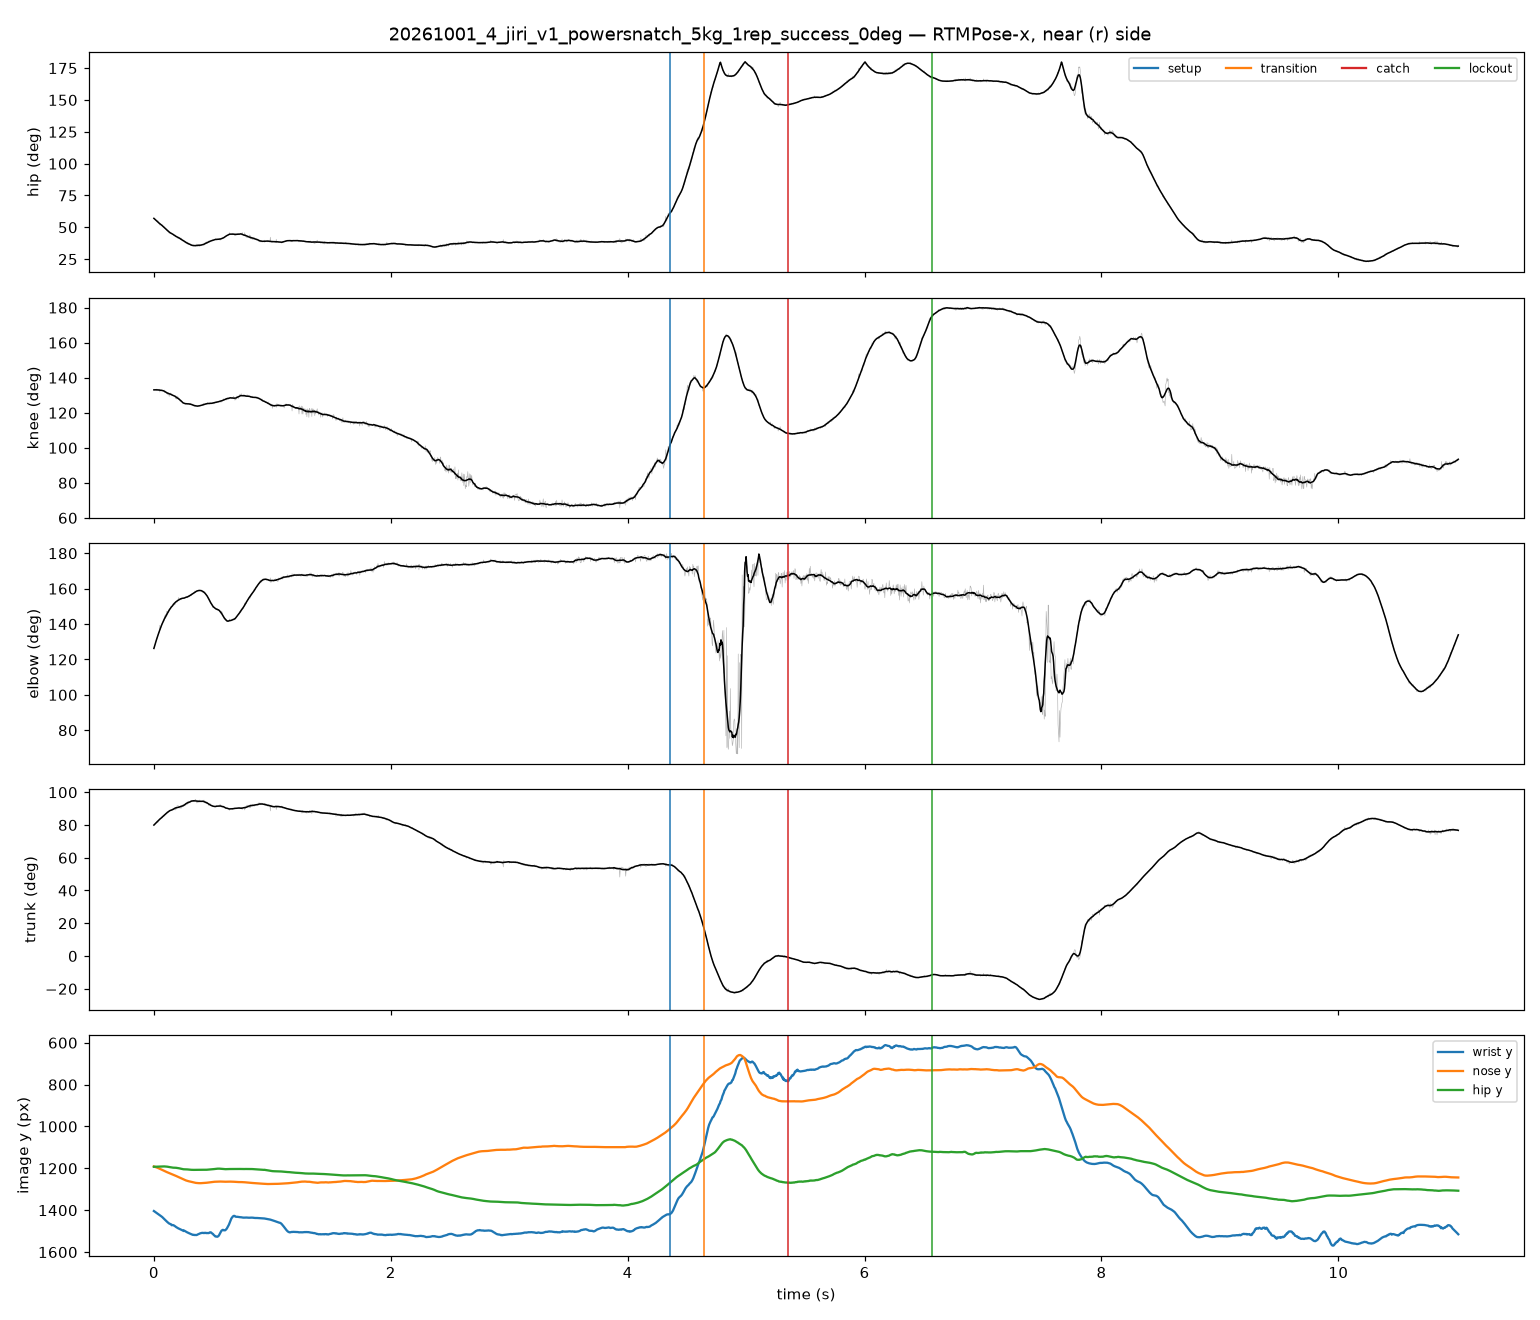 20261001_4_jiri_v1_powersnatch_5kg_1rep_success_0deg — RTMPose-x, near (r) side
setup transition catch lockout
hip (deg)
175
150
125
100
75
50
25
knee (deg)
180
160
140
120
100
80
60
elbow (deg)
180
160
140
120
100
80
trunk (deg)
100
80
60
40
20
0
−20
image y (px)
600
800
1000
1200
1400
1600
wrist y
nose y
hip y
0 2 4 6 8 10
time (s)